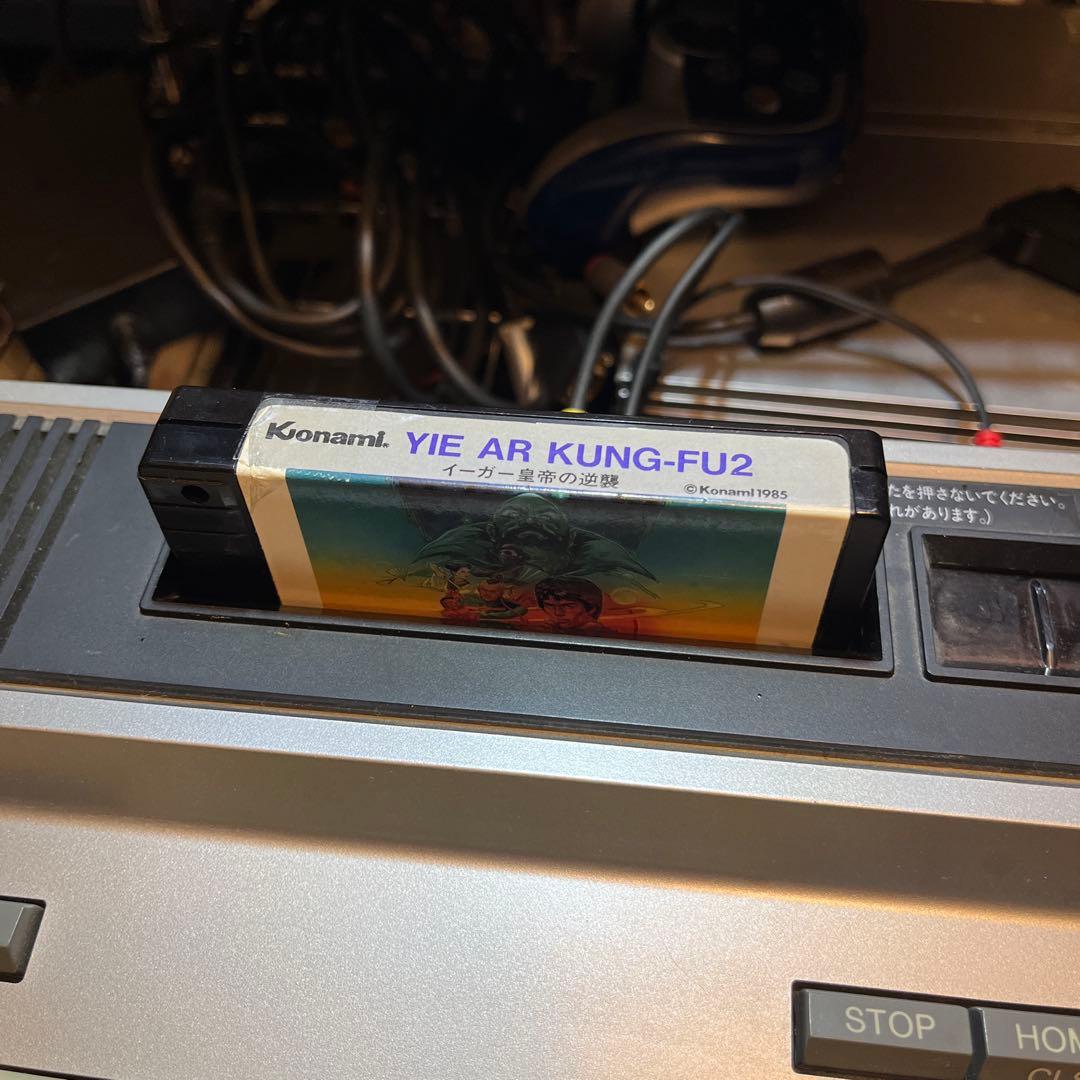 Konami® YIE AR KUNG-FU2
イーガー皇帝の逆襲
©Konami 1985
たを押さないでください。
れがあります。)
STOP
HOM
CLS